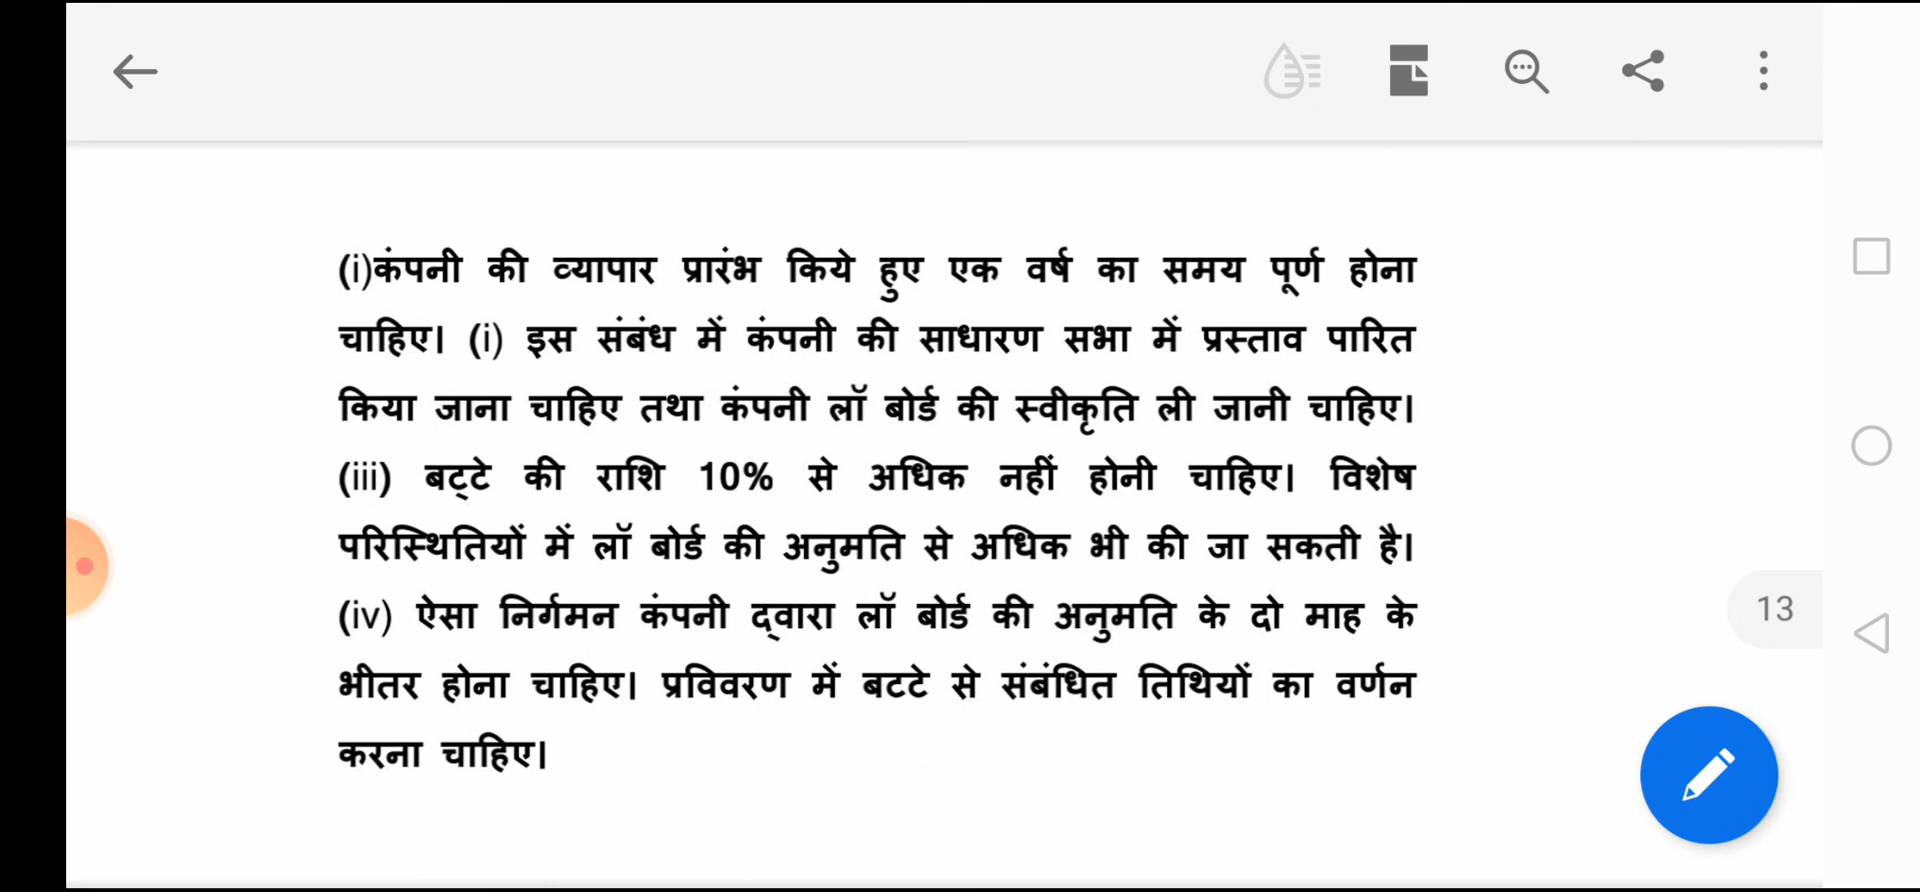 (i)कंपनी की व्यापार प्रारंभ किये हुए एक वर्ष का समय पूर्ण होना
चाहिए। (i) इस संबंध में कंपनी की साधारण सभा में प्रस्ताव पारित
किया जाना चाहिए तथा कंपनी लॉ बोर्ड की स्वीकृति ली जानी चाहिए।
(iii) बट्टे की राशि 10% से अधिक नहीं होनी चाहिए। विशेष
परिस्थितियों में लॉ बोर्ड की अनुमति से अधिक भी की जा सकती है।
(iv) ऐसा निर्गमन कंपनी द्वारा लॉ बोर्ड की अनुमति के दो माह के
भीतर होना चाहिए। प्रविवरण में बटटे से संबंधित तिथियों का वर्णन
करना चाहिए।
13